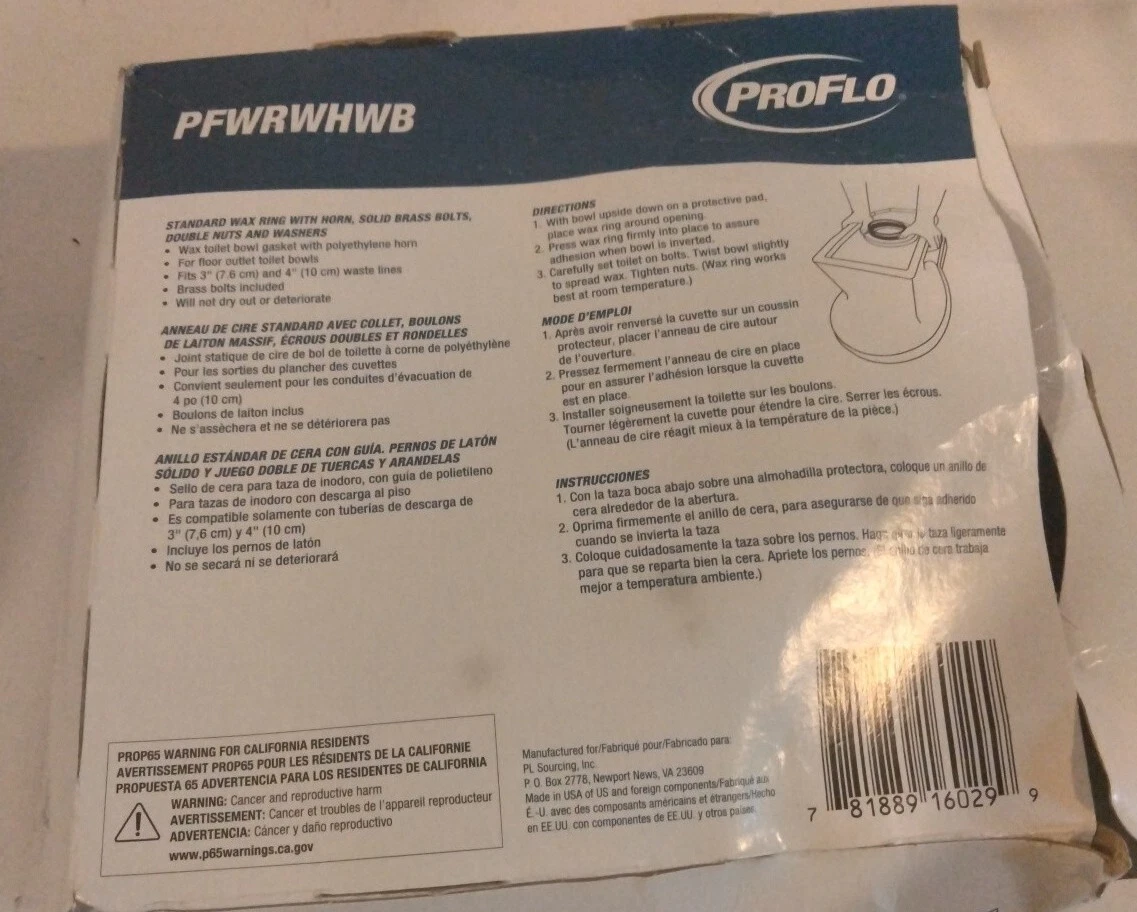 PFWRWHWB
PROFLO
STANDARD WAX RING WITH HORN, SOLID BRASS BOLTS,
DOUBLE NUTS AND WASHERS
• Wax toilet bowl gasket with polyethylene horn
• For floor outlet toilet bowls
• Fits 3" (7.6 cm) and 4" (10 cm) waste lines
• Brass bolts included
• Will not dry out or deteriorate
ANNEAU DE CIRE STANDARD AVEC COLLET, BOULONS
DE LAITON MASSIF, ÉCROUS DOUBLES ET RONDELLES
• Joint statique de cire de bol de toilette à corne de polyéthylène
• Pour les sorties du plancher des cuvettes
• Convient seulement pour les conduites d'évacuation de
4 po (10 cm)
• Boulons de laiton inclus
• Ne s'assèchera et ne se détériorera pas
ANILLO ESTÁNDAR DE CERA CON GUÍA. PERNOS DE LATÓN
SÓLIDO Y JUEGO DOBLE DE TUERCAS Y ARANDELAS
• Sello de cera para taza de inodoro, con guía de polietileno
• Para tazas de inodoro con descarga al piso
• Es compatible solamente con tuberías de descarga de
3" (7,6 cm) y 4" (10 cm)
• Incluye los pernos de latón
• No se secará ni se deteriorará
DIRECTIONS
1. With bowl upside down on a protective pad,
place wax ring around opening.
2. Press wax ring firmly into place to assure
adhesion when bowl is inverted.
3. Carefully set toilet on bolts. Twist bowl slightly
to spread wax. Tighten nuts. (Wax ring works
best at room temperature.)
MODE D'EMPLOI
1. Après avoir renversé la cuvette sur un coussin
protecteur, placer l'anneau de cire autour
de l'ouverture.
2. Pressez fermement l'anneau de cire en place
pour en assurer l'adhésion lorsque la cuvette
est en place.
3. Installer soigneusement la toilette sur les boulons.
Tourner légèrement la cuvette pour étendre la cire. Serrer les écrous.
(L'anneau de cire réagit mieux à la température de la pièce.)
INSTRUCCIONES
1. Con la taza boca abajo sobre una almohadilla protectora, coloque un anillo de
cera alrededor de la abertura.
2. Oprima firmemente el anillo de cera, para asegurarse de que siga adherido
cuando se invierta la taza
3. Coloque cuidadosamente la taza sobre los pernos. Haga la taza ligeramente
para que se reparta bien la cera. Apriete los pernos. (El anillo de cera trabaja
mejor a temperatura ambiente.)
PROP65 WARNING FOR CALIFORNIA RESIDENTS
AVERTISSEMENT PROP65 POUR LES RÉSIDENTS DE LA CALIFORNIE
PROPUESTA 65 ADVERTENCIA PARA LOS RESIDENTES DE CALIFORNIA
WARNING: Cancer and reproductive harm
AVERTISSEMENT: Cancer et troubles de l'appareil reproducteur
ADVERTENCIA: Cáncer y daño reproductivo
www.p65warnings.ca.gov
Manufactured for/Fabriqué pour/Fabricado para:
PL Sourcing, Inc.
P.O. Box 2778, Newport News, VA 23609
Made in USA of US and foreign components/Fabriqué aux
É.-U. avec des composants américains et étrangers/Hecho
en EE.UU. con componentes de EE.UU. y otros países.
7 81889 16029 9